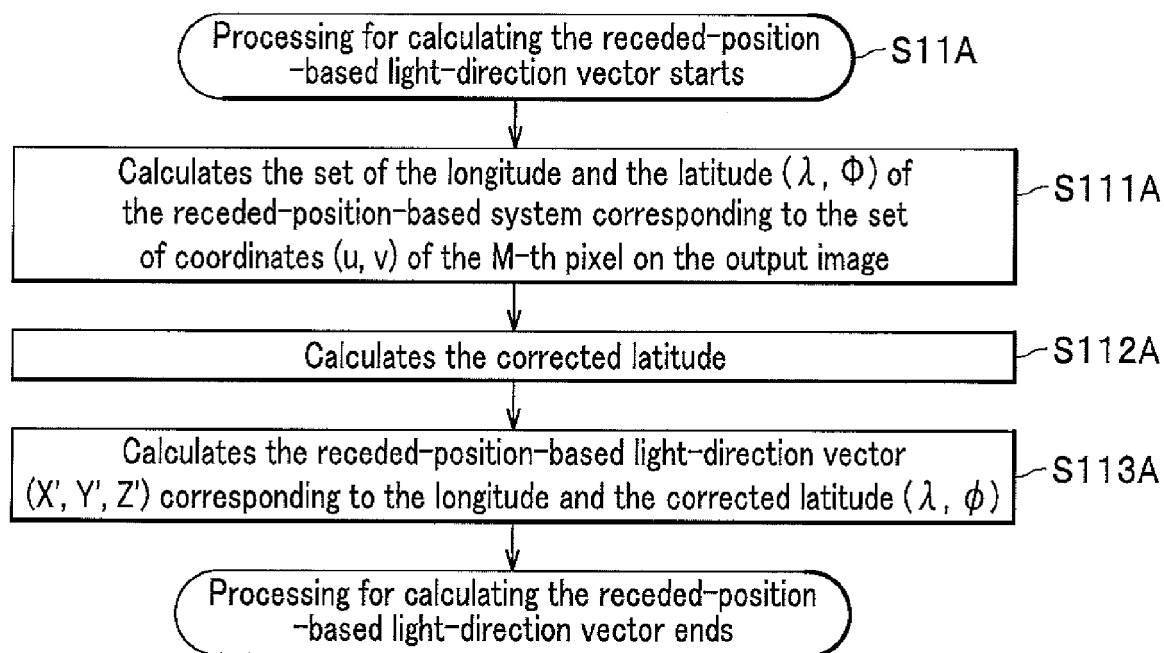 Processing for calculating the receded-position
-based light-direction vector starts
S11A
Calculates the set of the longitude and the latitude (λ, Φ) of
the receded-position-based system corresponding to the set
of coordinates (u, v) of the M-th pixel on the output image
S111A
Calculates the corrected latitude
S112A
Calculates the receded-position-based light-direction vector
(X', Y', Z') corresponding to the longitude and the corrected latitude (λ, ϕ)
S113A
Processing for calculating the receded-position
-based light-direction vector ends